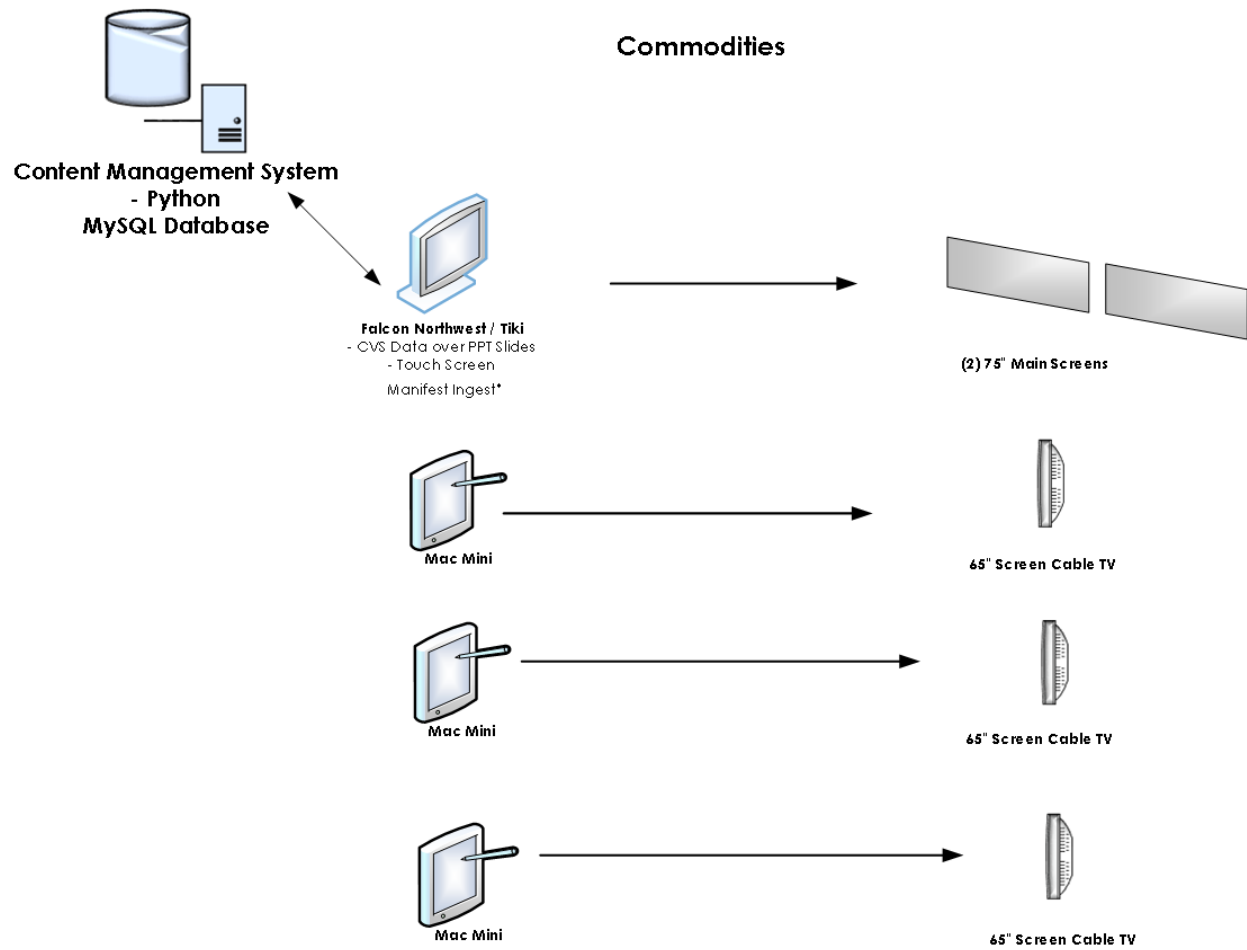 Commodities
Content Management System
- Python
MySQL Database
Falcon Northwest / Tiki
- CVS Data over PPT Slides
- Touch Screen
Manifest Ingest*
(2) 75" Main Screens
Mac Mini
65" Screen Cable TV
Mac Mini
65" Screen Cable TV
Mac Mini
65" Screen Cable TV